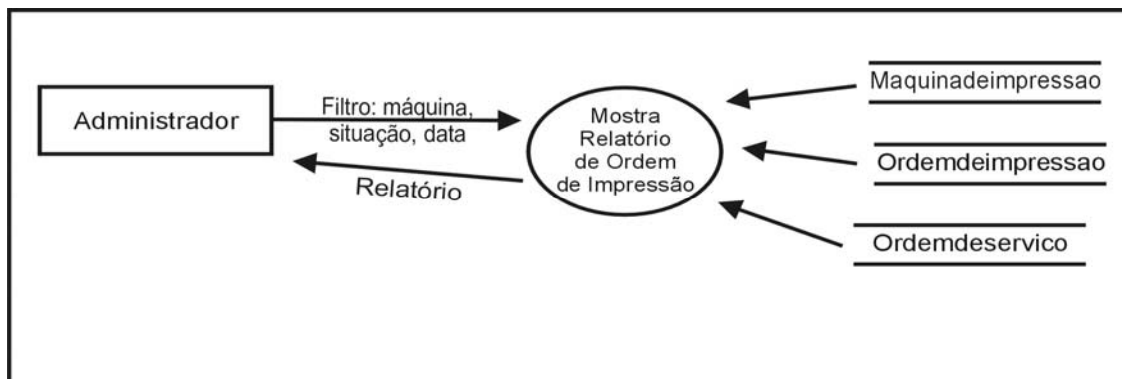 Administrador
Filtro: máquina,
situação, data
Relatório
Mostra
Relatório
de Ordem
de Impressão
Maquinadeimpressao
Ordemdeimpressao
Ordemdeservico